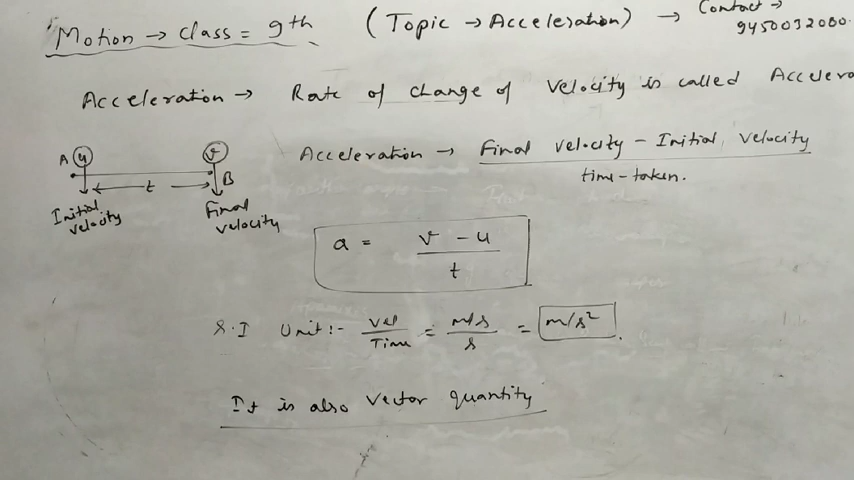 Motion → class = 9th (Topic → Acceleration) → Contact →
9450032080.
Acceleration → Rate of change of velocity is called Accelera
A u v
t B
Initial velocity
Final velocity
Acceleration → Final velocity - Initial velocity / time-taken.
a = v - u / t
S.I Unit :- Vel/Time = m/s/s = m/s²
It is also vector quantity